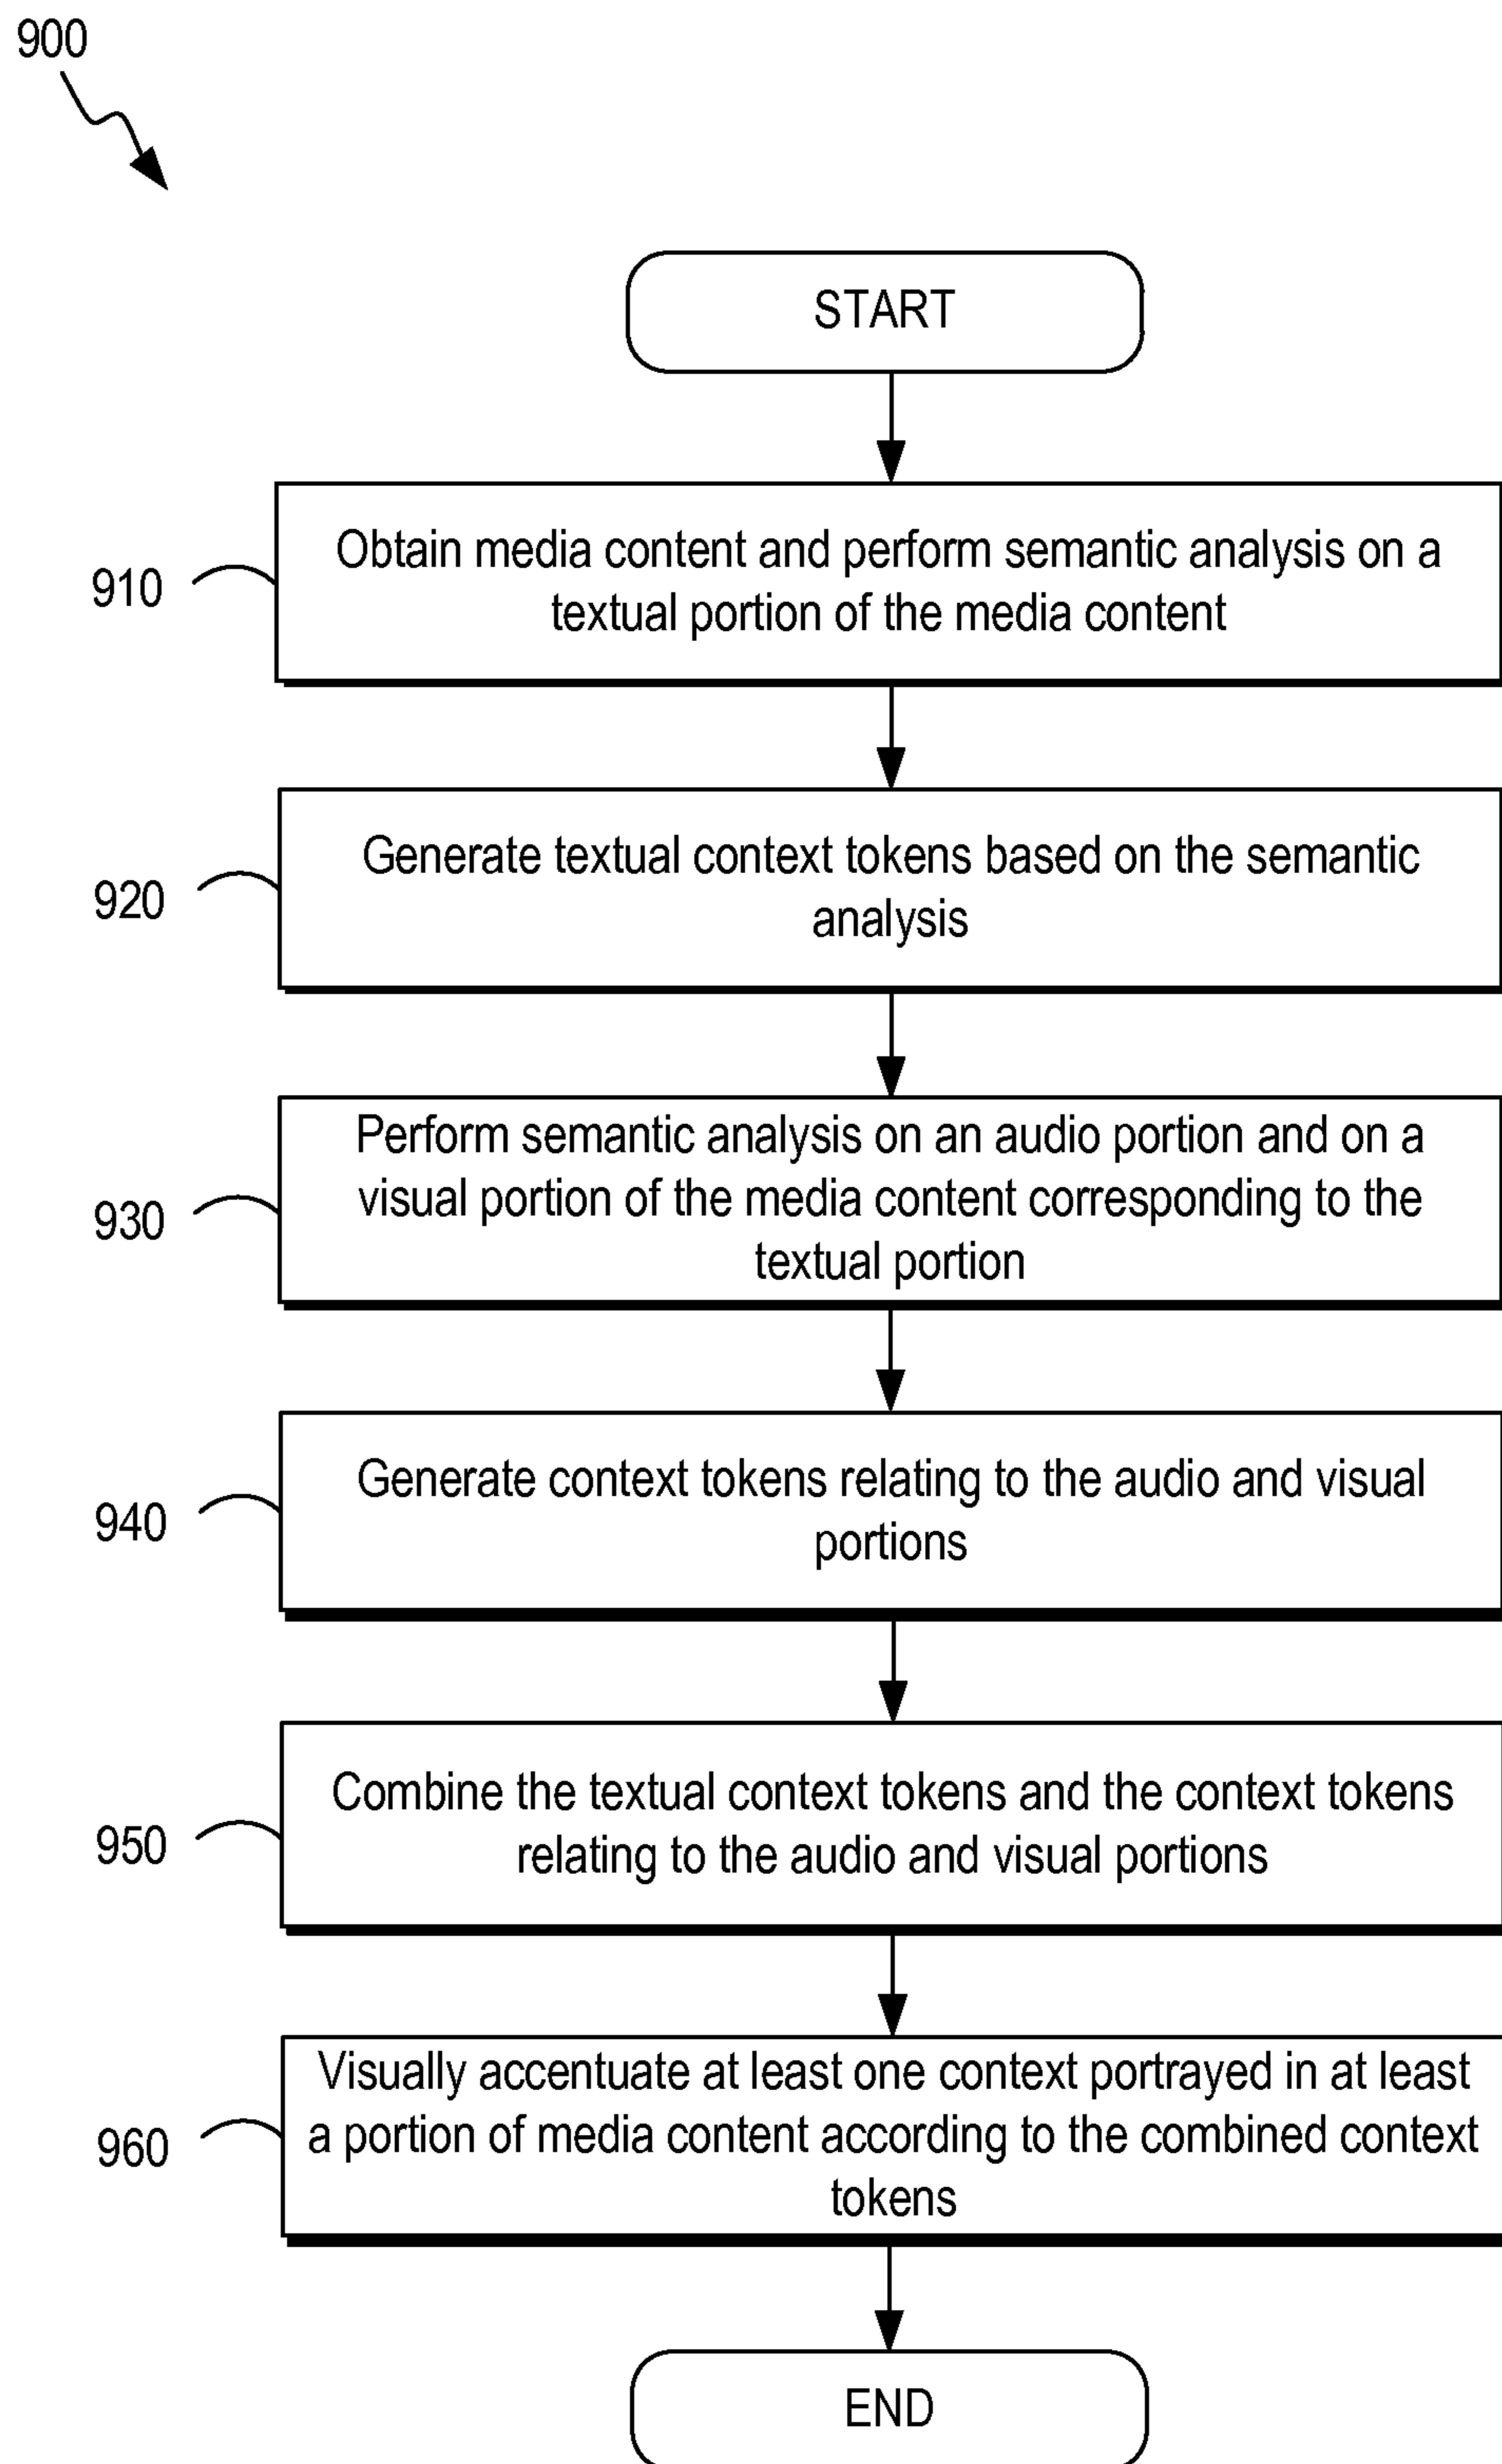 900
START
910
Obtain media content and perform semantic analysis on a
textual portion of the media content
920
Generate textual context tokens based on the semantic
analysis
930
Perform semantic analysis on an audio portion and on a
visual portion of the media content corresponding to the
textual portion
940
Generate context tokens relating to the audio and visual
portions
950
Combine the textual context tokens and the context tokens
relating to the audio and visual portions
960
Visually accentuate at least one context portrayed in at least
a portion of media content according to the combined context
tokens
END